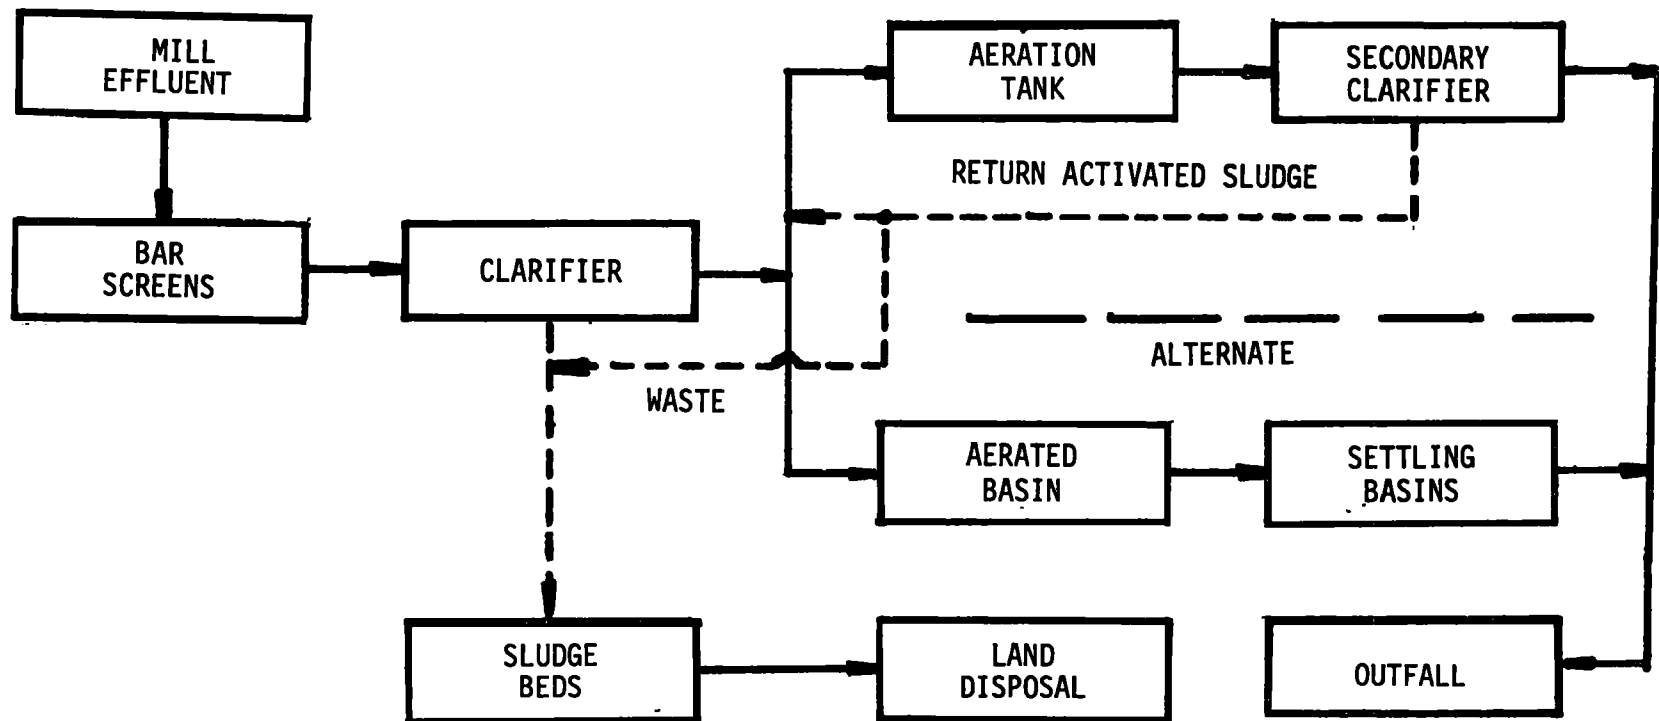 MILL
EFFLUENT
AERATION
TANK
SECONDARY
CLARIFIER
RETURN ACTIVATED SLUDGE
BAR
SCREENS
CLARIFIER
ALTERNATE
WASTE
AERATED
BASIN
SETTLING
BASINS
SLUDGE
BEDS
LAND
DISPOSAL
OUTFALL